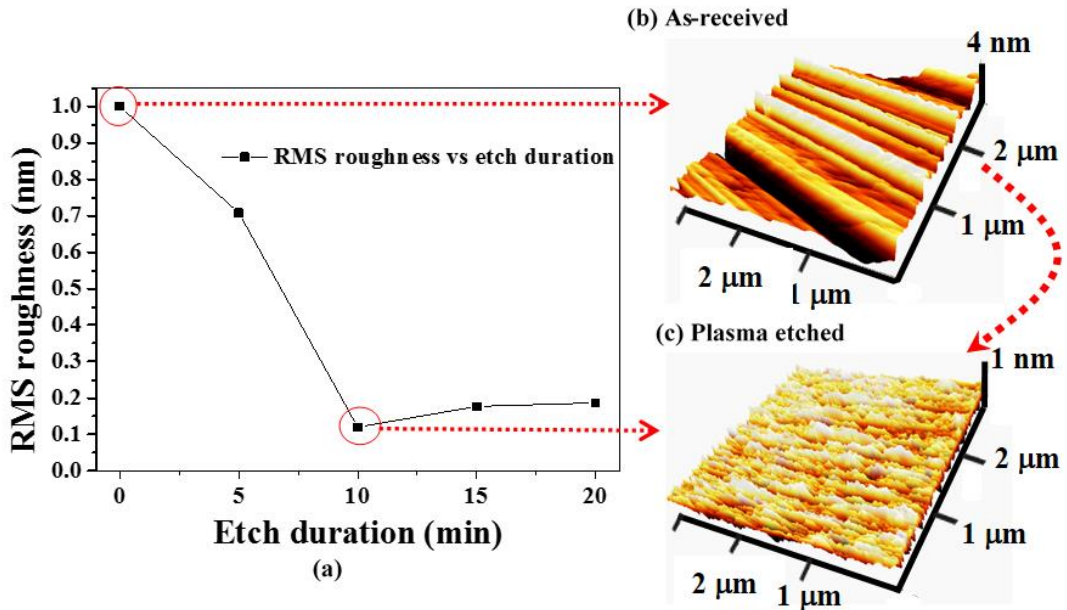 (b) As-received
4 nm
2 μm
1 μm
2 μm
1 μm
(c) Plasma etched
1 nm
2 μm
1 μm
2 μm
1 μm
RMS roughness (nm)
1.0
0.9
0.8
0.7
0.6
0.5
0.4
0.3
0.2
0.1
0.0
RMS roughness vs etch duration
0 5 10 15 20
Etch duration (min)
(a)